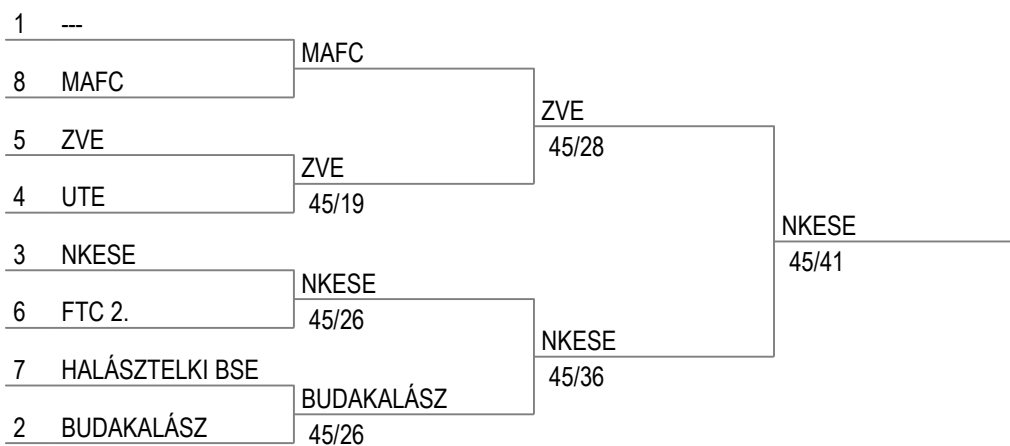 1 ---
MAFC
8 MAFC
ZVE
45/28
5 ZVE
ZVE
45/19
4 UTE
NKESE
45/41
3 NKESE
NKESE
45/26
6 FTC 2.
NKESE
45/36
7 HALÁSZTELKI BSE
BUDAKALÁSZ
45/26
2 BUDAKALÁSZ